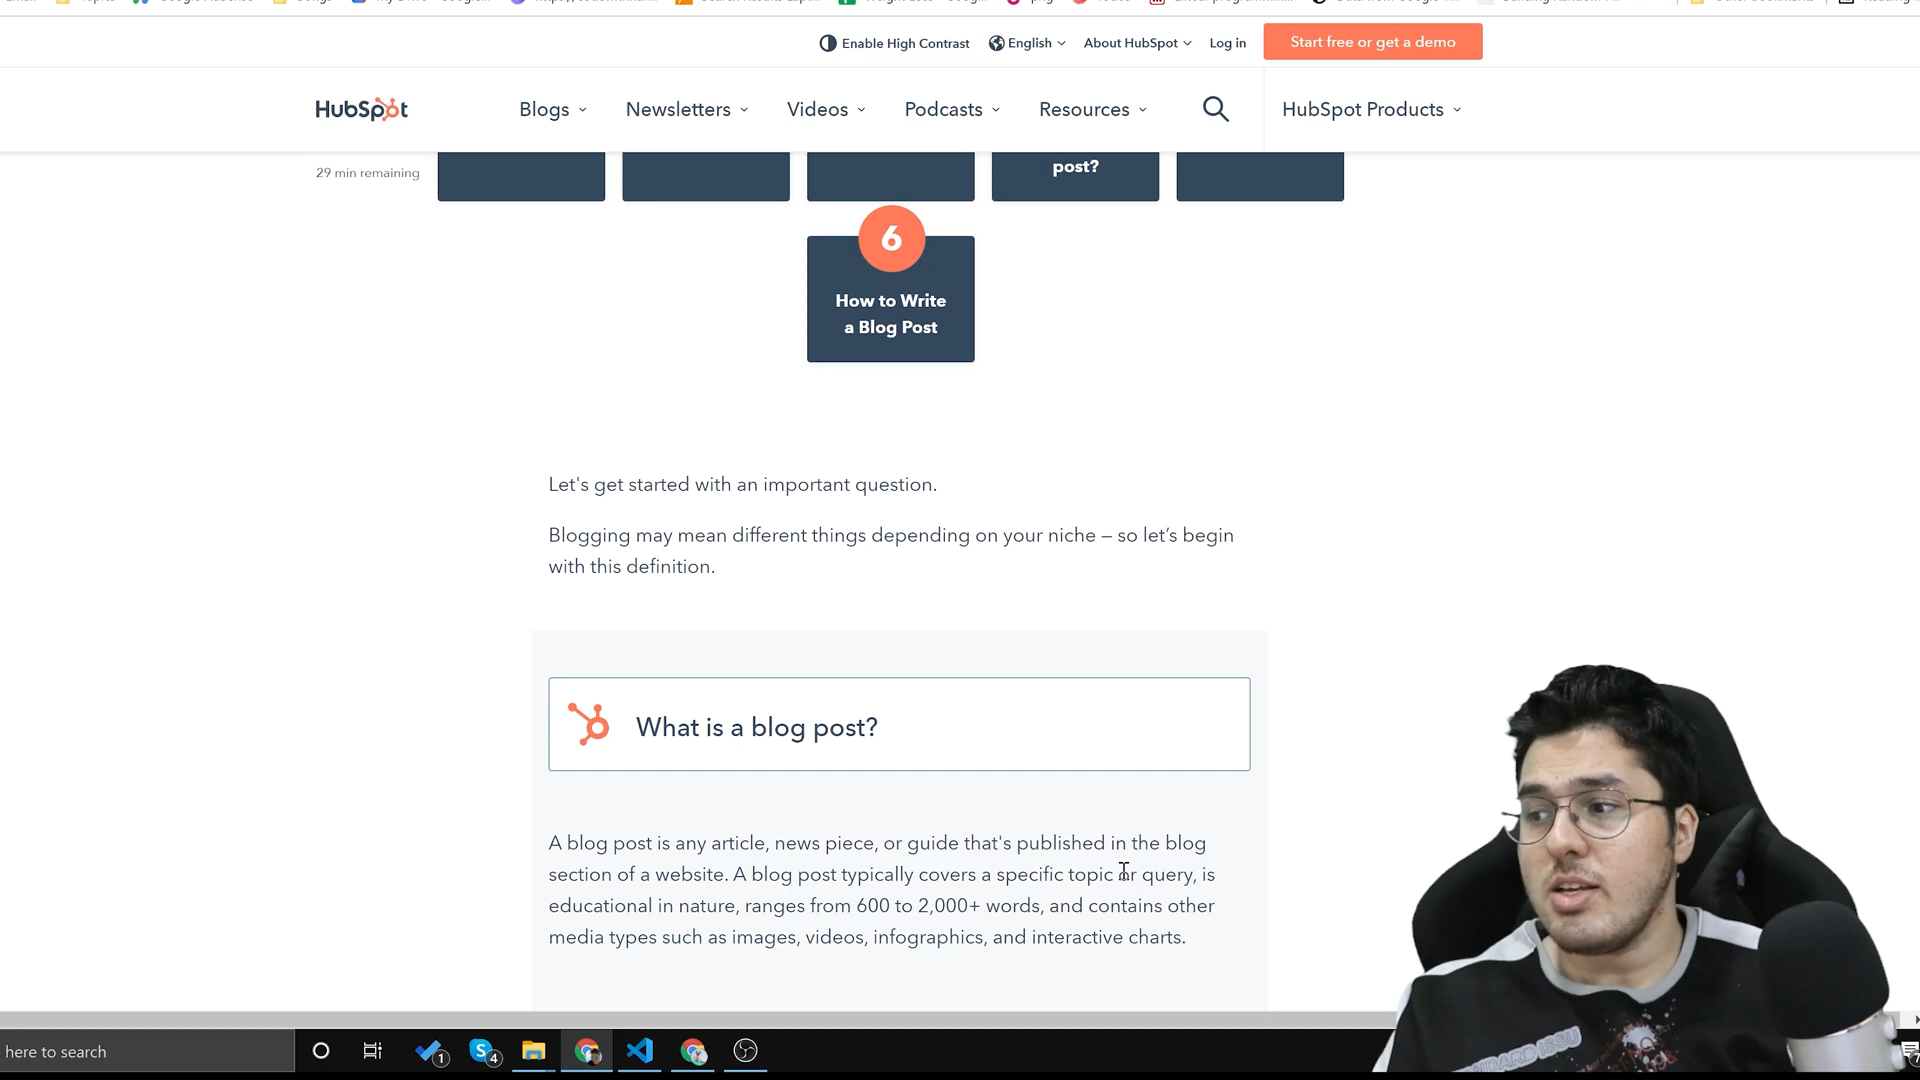 Enable High Contrast English About HubSpot Log in Start free or get a demo
HubSpot Blogs Newsletters Videos Podcasts Resources HubSpot Products
29 min remaining
post?
6
How to Write
a Blog Post
Let's get started with an important question.
Blogging may mean different things depending on your niche — so let’s begin
with this definition.
What is a blog post?
A blog post is any article, news piece, or guide that's published in the blog
section of a website. A blog post typically covers a specific topic or query, is
educational in nature, ranges from 600 to 2,000+ words, and contains other
media types such as images, videos, infographics, and interactive charts.
here to search
1
4